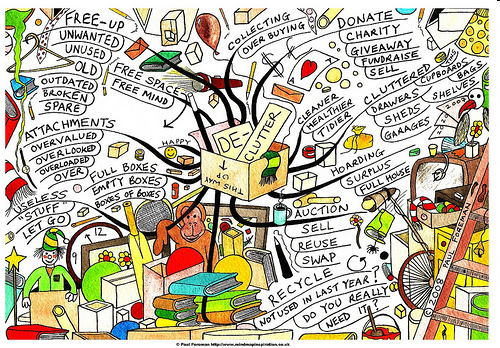 FREE-UP
UNWANTED
UNUSED
OLD
OUTDATED
BROKEN
SPARE
FREE SPACE
FREE MIND
ATTACHMENTS
OVERVALUED
OVERLOOKED
OVERLOADED
OVER
HAPPY
FULL BOXES
EMPTY BOXES
BOXES OF BOXES
USELESS
STUFF
LET GO
12
9
COLLECTING
OVER BUYING
DE-
CLUTTER
THIS WAY
UP
DONATE
CHARITY
GIVEAWAY
FUNDRAISE
SELL
CLEANER
HEALTHIER
TIDIER
CLUTTERED
DRAWERS
SHEDS
GARAGES
CUPBOARDS
BAGS
SHELVES
HOARDING
SURPLUS
FULL HOUSE
AUCTION
SELL
REUSE
SWAP
RECYCLE
NOT USED IN LAST YEAR?
DO YOU REALLY
NEED IT?
©2008 PAUL FOREMAN
© Paul Foreman http://www.mindmapinspiration.co.uk